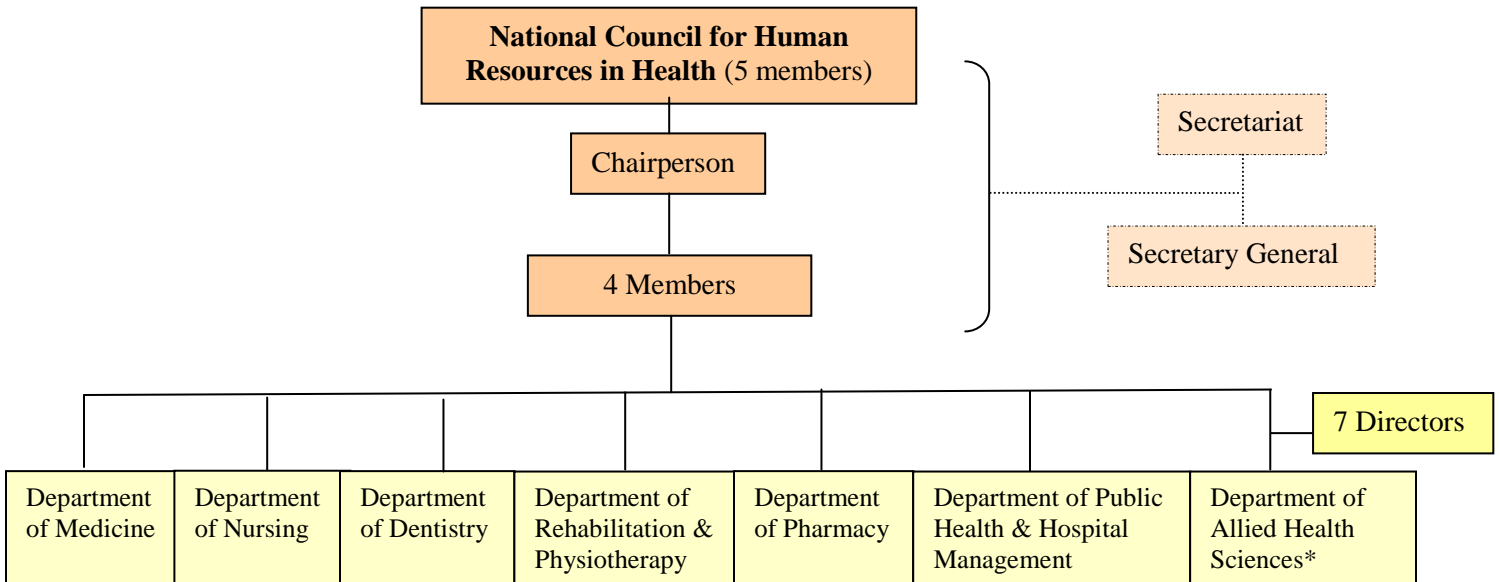 National Council for Human
Resources in Health (5 members)
Secretariat
Chairperson
Secretary General
4 Members
7 Directors
Department
of Medicine
Department
of Nursing
Department
of Dentistry
Department of
Rehabilitation &
Physiotherapy
Department
of Pharmacy
Department of Public
Health & Hospital
Management
Department of
Allied Health
Sciences*